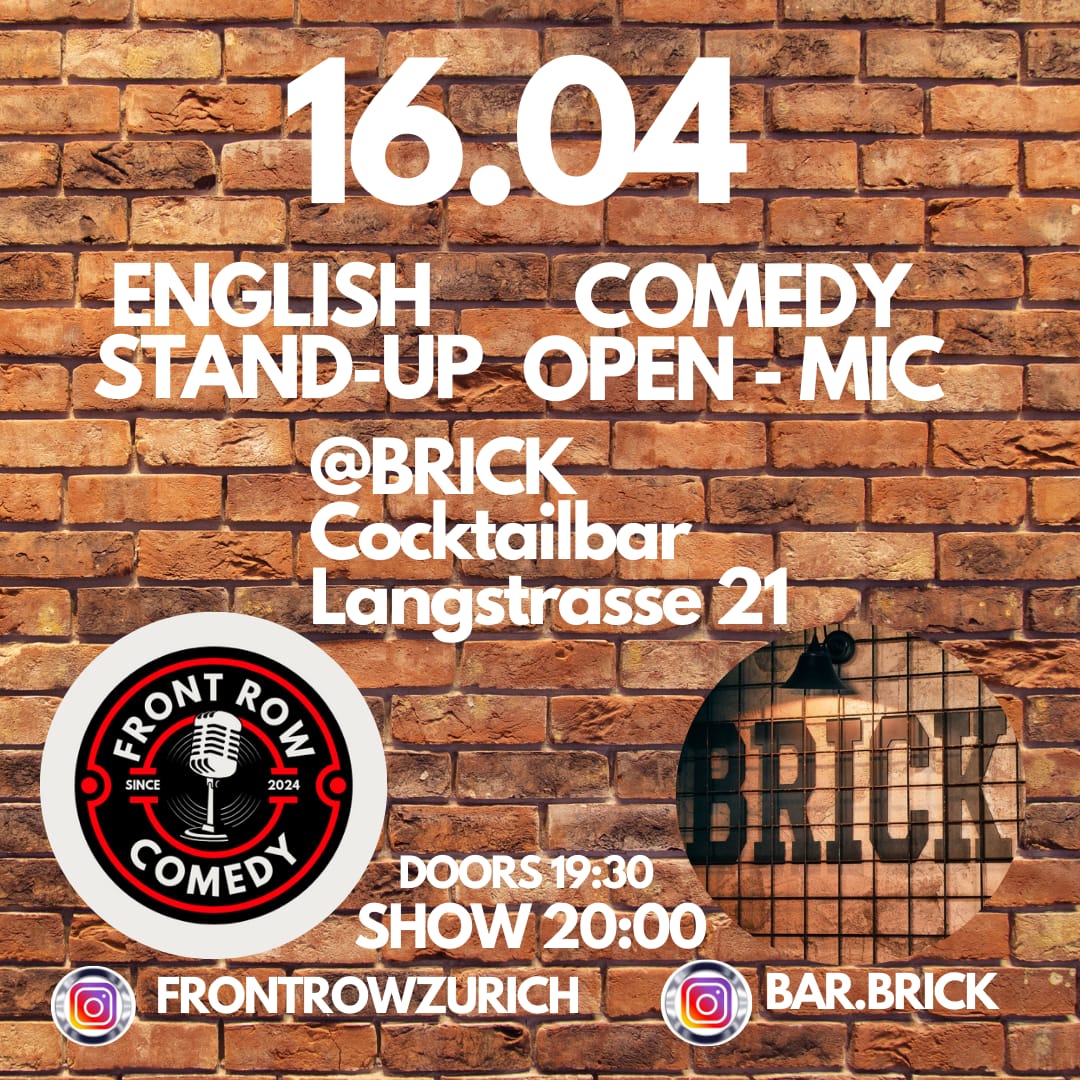 16.04
ENGLISH COMEDY
STAND-UP OPEN - MIC
@BRICK
Cocktailbar
Langstrasse 21
FRONT ROW
SINCE 2024
COMEDY
BRICK
DOORS 19:30
SHOW 20:00
FRONTROWZURICH
BAR.BRICK